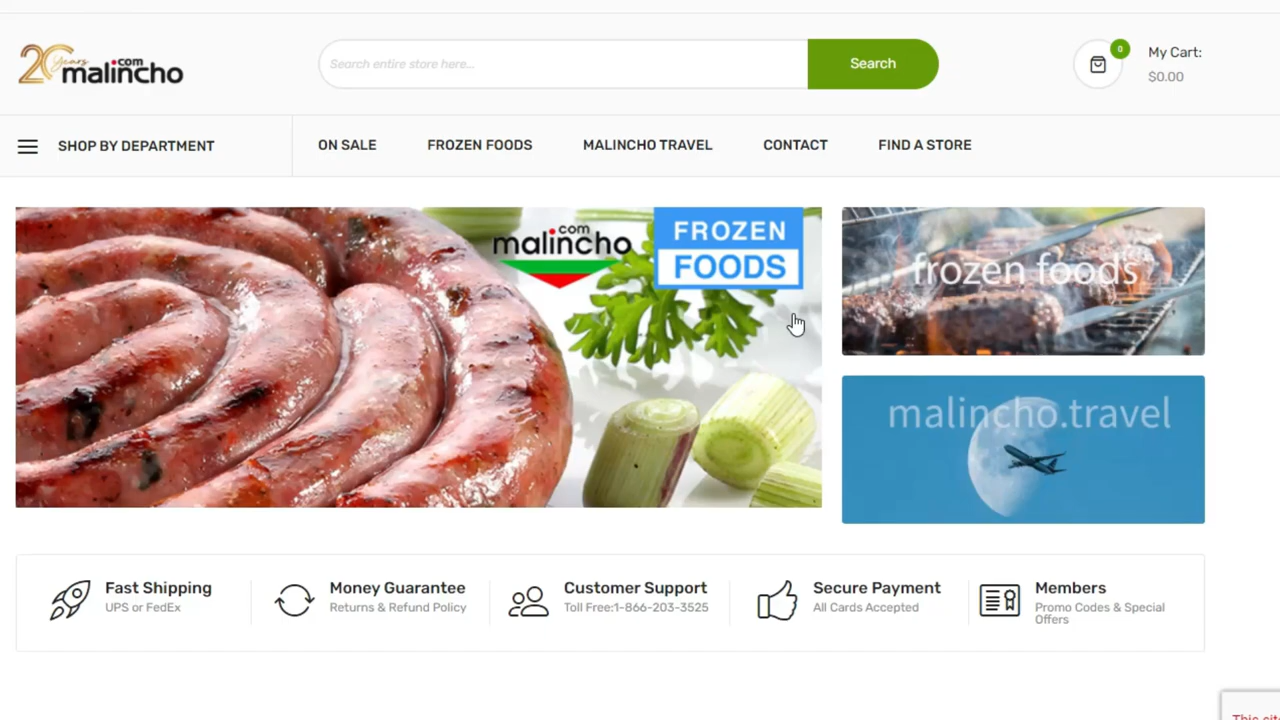 20 Years
malincho.com
Search entire store here...
Search
0
My Cart:
$0.00
SHOP BY DEPARTMENT
ON SALE
FROZEN FOODS
MALINCHO TRAVEL
CONTACT
FIND A STORE
malincho.com
FROZEN
FOODS
frozen foods
malincho.travel
Fast Shipping
UPS or FedEx
Money Guarantee
Returns & Refund Policy
Customer Support
Toll Free:1-866-203-3525
Secure Payment
All Cards Accepted
Members
Promo Codes & Special
Offers